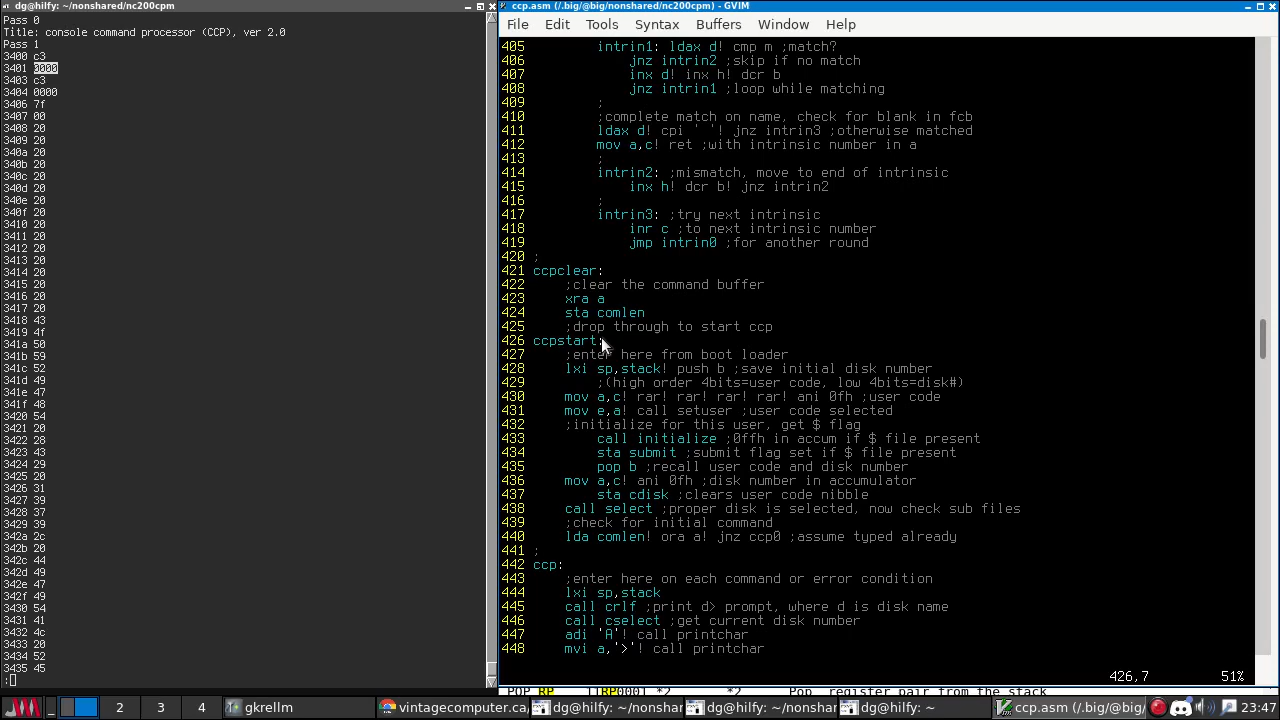 dg@hilfy: ~/nonshared/nc200cpm
Pass 0
Title: console command processor (CCP), ver 2.0
Pass 1
3400 c3
3401 0000
3403 c3
3404 0000
3406 7f
3407 00
3408 20
3409 20
340a 20
340b 20
340c 20
340d 20
340e 20
340f 20
3410 20
3411 20
3412 20
3413 20
3414 20
3415 20
3416 20
3417 20
3418 43
3419 4f
341a 50
341b 59
341c 52
341d 49
341e 47
341f 48
3420 54
3421 20
3422 28
3423 43
3424 29
3425 20
3426 31
3427 39
3428 37
3429 39
342a 2c
342b 20
342c 44
342d 49
342e 47
342f 49
3430 54
3431 41
3432 4c
3433 20
3434 52
3435 45
:
ccp.asm (/.big/@big/nonshared/nc200cpm) - GVIM
File Edit Tools Syntax Buffers Window Help
405 intrin1: ldax d! cmp m ;match?
406 jnz intrin2 ;skip if no match
407 inx d! inx h! dcr b
408 jnz intrin1 ;loop while matching
409 ;
410 ;complete match on name, check for blank in fcb
411 ldax d! cpi ' '! jnz intrin3 ;otherwise matched
412 mov a,c! ret ;with intrinsic number in a
413 ;
414 intrin2: ;mismatch, move to end of intrinsic
415 inx h! dcr b! jnz intrin2
416 ;
417 intrin3: ;try next intrinsic
418 inr c ;to next intrinsic number
419 jmp intrin0 ;for another round
420 ;
421 ccpclear:
422 ;clear the command buffer
423 xra a
424 sta comlen
425 ;drop through to start ccp
426 ccpstart:
427 ;enter here from boot loader
428 lxi sp,stack! push b ;save initial disk number
429 ;(high order 4bits=user code, low 4bits=disk#)
430 mov a,c! rar! rar! rar! rar! ani 0fh ;user code
431 mov e,a! call setuser ;user code selected
432 ;initialize for this user, get $ flag
433 call initialize ;0ffh in accum if $ file present
434 sta submit ;submit flag set if $ file present
435 pop b ;recall user code and disk number
436 mov a,c! ani 0fh ;disk number in accumulator
437 sta cdisk ;clears user code nibble
438 call select ;proper disk is selected, now check sub files
439 ;check for initial command
440 lda comlen! ora a! jnz ccp0 ;assume typed already
441 ;
442 ccp:
443 ;enter here on each command or error condition
444 lxi sp,stack
445 call crlf ;print d> prompt, where d is disk name
446 call cselect ;get current disk number
447 adi 'A'! call printchar
448 mvi a,'>'! call printchar
426,7 51%
POP RP 11RP0001 *2 *2 Pop register pair from the stack
2 3 4 gkrellm vintagecomputer.ca dg@hilfy: ~/nonshar dg@hilfy: ~/nonshar dg@hilfy: ~ ccp.asm (/.big/@big/ 23:47